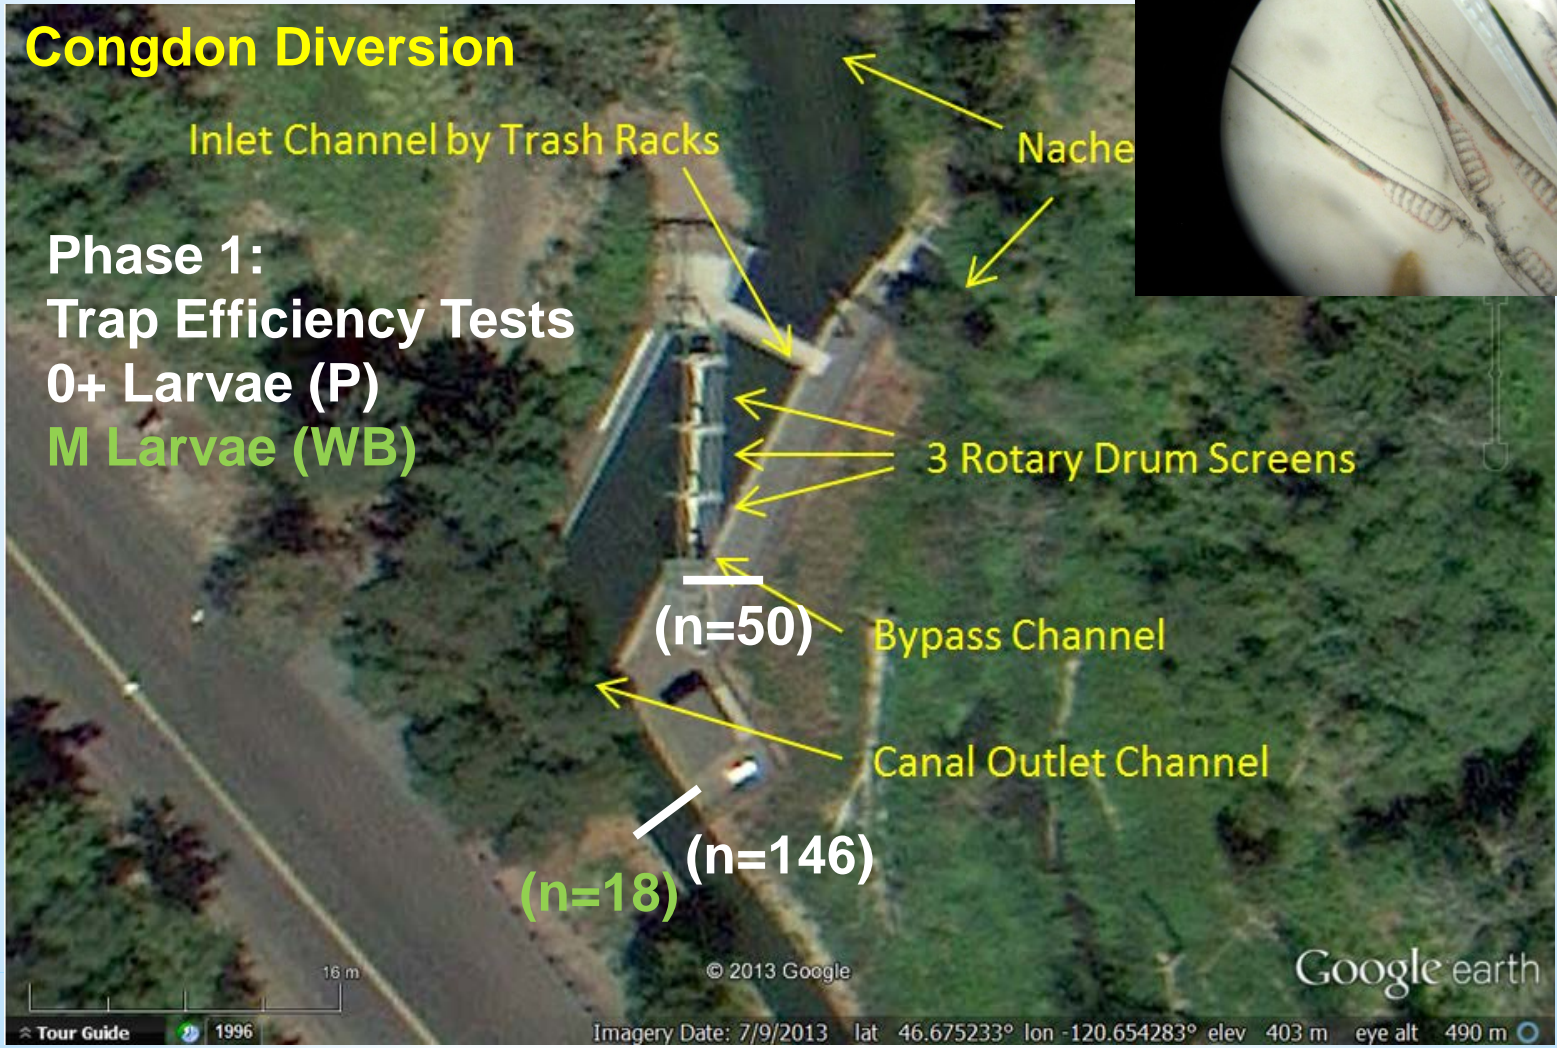 Congdon Diversion
Inlet Channel by Trash Racks
Nache
Phase 1:
Trap Efficiency Tests
0+ Larvae (P)
M Larvae (WB)
3 Rotary Drum Screens
(n=50)
Bypass Channel
Canal Outlet Channel
(n=146)
(n=18)
16 m
© 2013 Google
Google earth
Tour Guide
1996
Imagery Date: 7/9/2013 lat 46.675233° lon -120.654283° elev 403 m eye alt 490 m